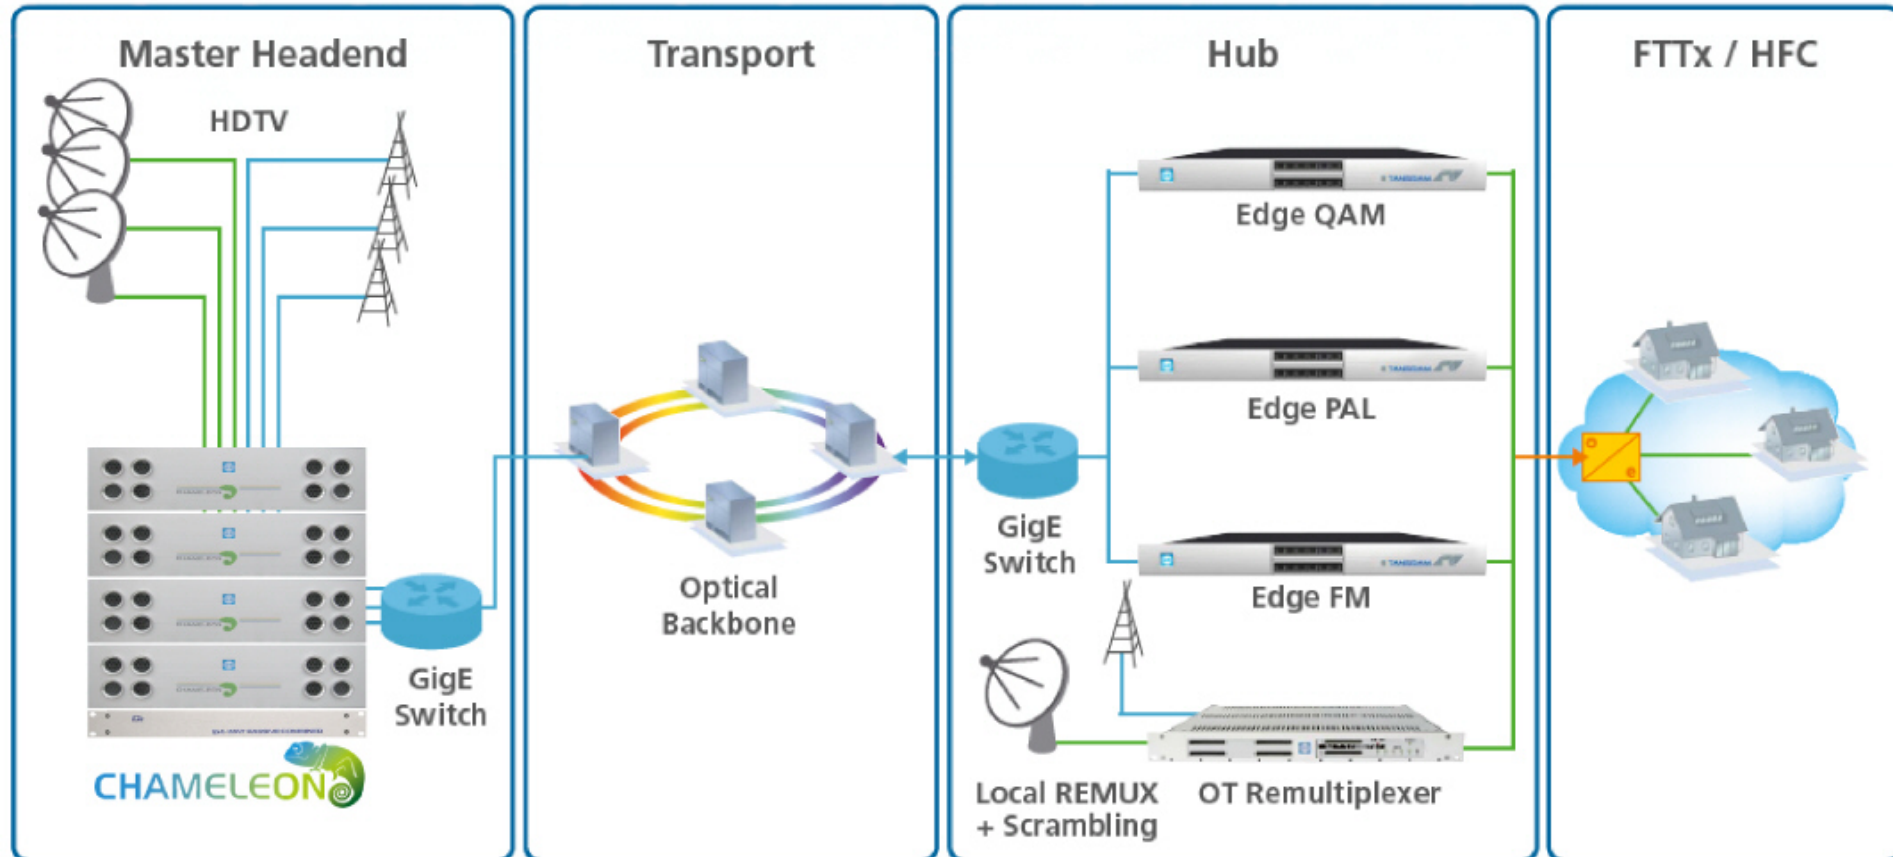 Master Headend
HDTV
GigE
Switch
CHAMELEON
Transport
Optical
Backbone
Hub
Edge QAM
Edge PAL
Edge FM
GigE
Switch
Local REMUX
+ Scrambling
OT Remultiplexer
FTTx / HFC
o
e